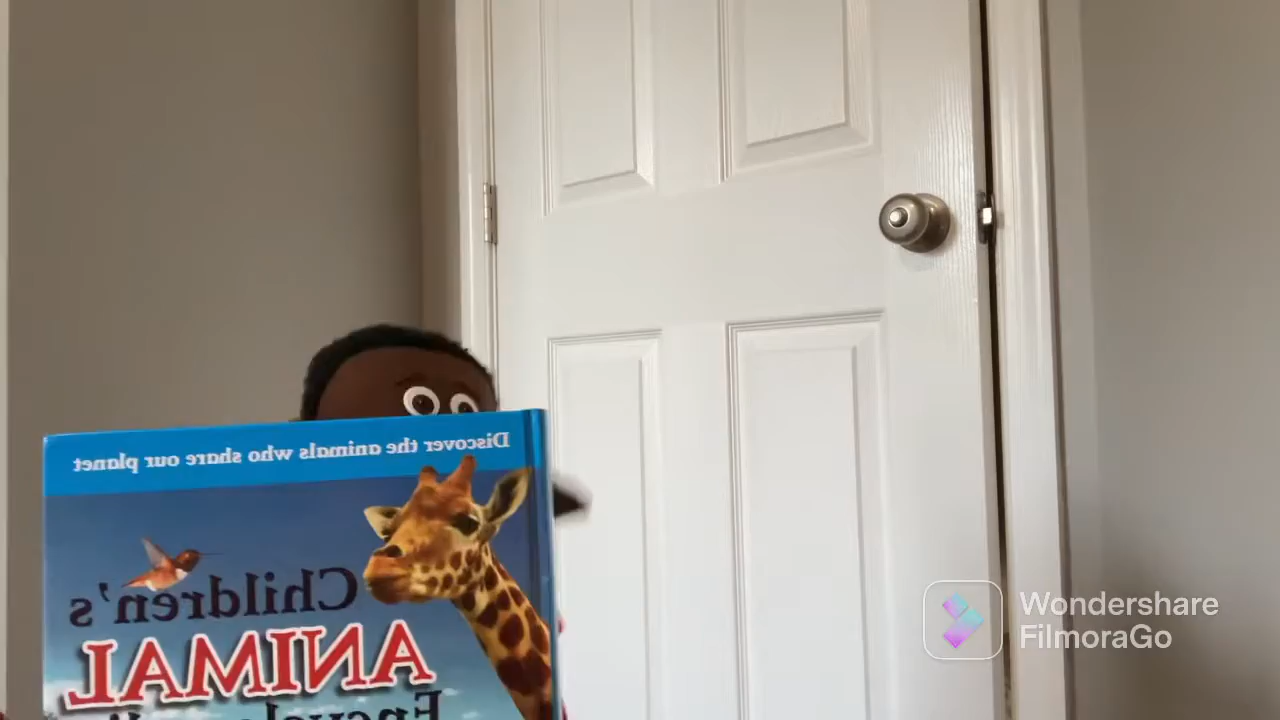 Discover the animals who share our planet
Children's
ANIMAL
Wondershare
FilmoraGo